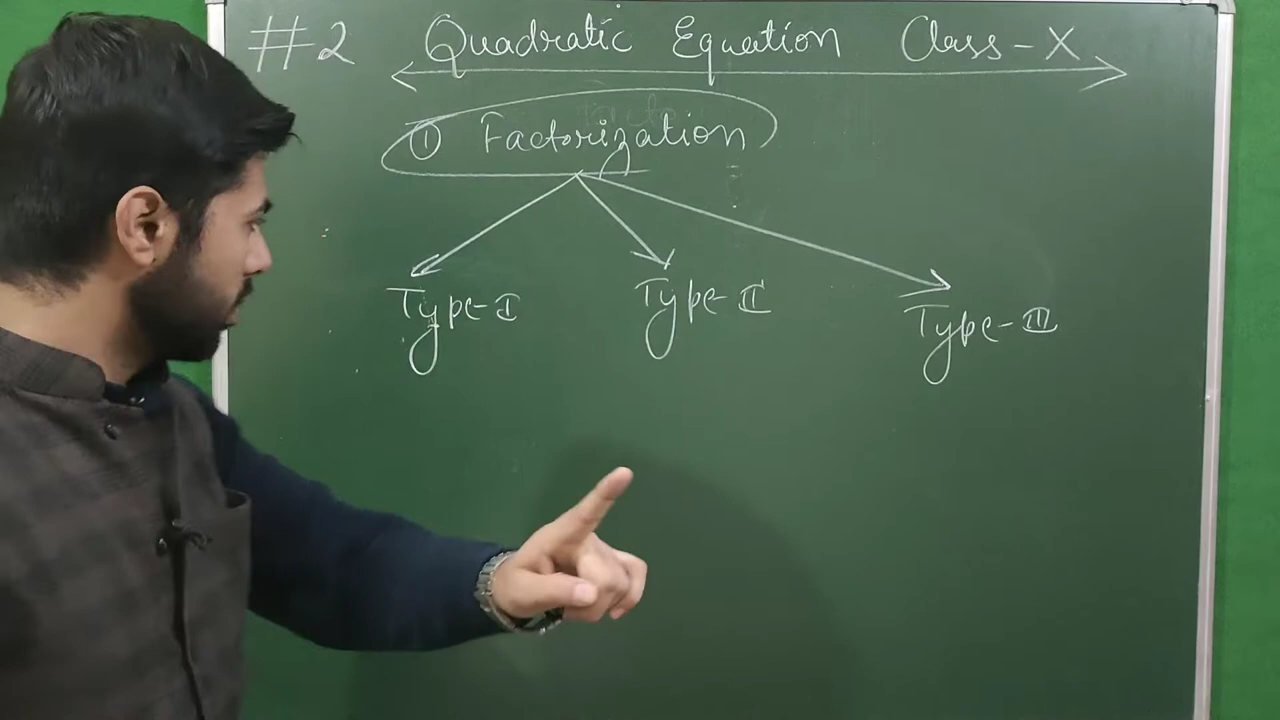 #2 Quadratic Equation Class-X
① Factorization
Type-I Type-II Type-III